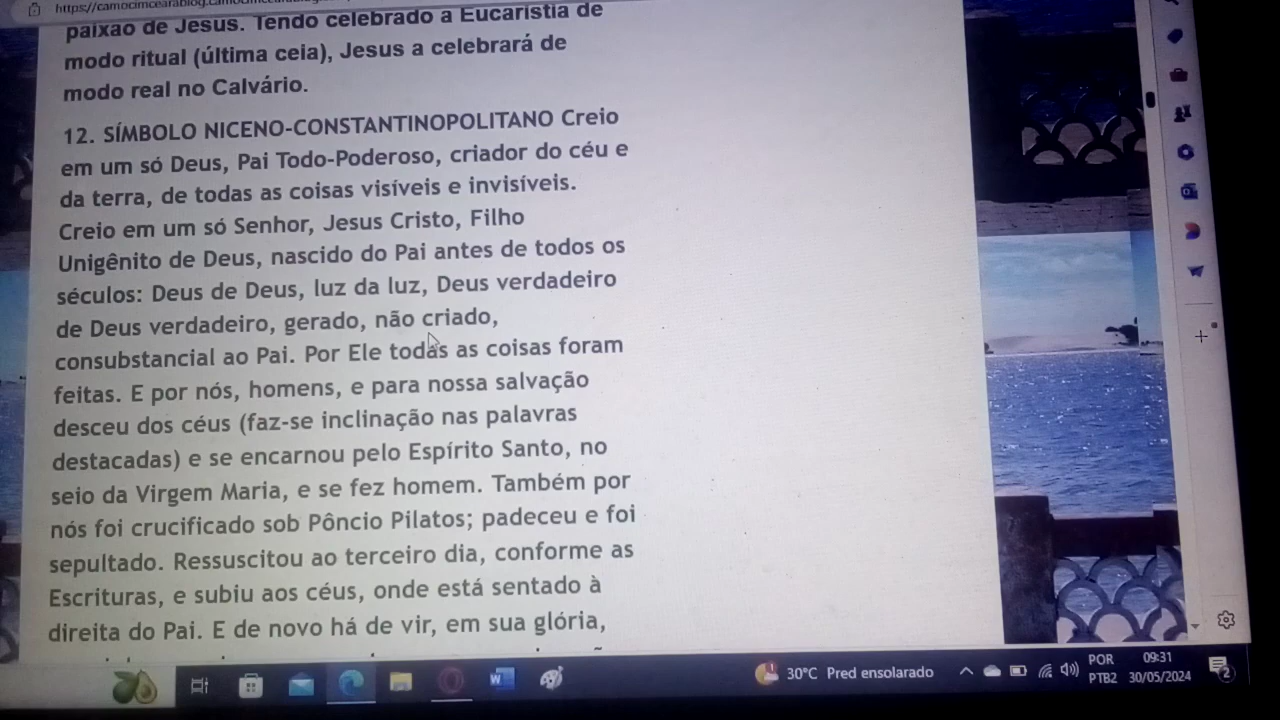 paixão de Jesus. Tendo celebrado a Eucaristia de
modo ritual (última ceia), Jesus a celebrará de
modo real no Calvário.
12. SÍMBOLO NICENO-CONSTANTINOPOLITANO Creio
em um só Deus, Pai Todo-Poderoso, criador do céu e
da terra, de todas as coisas visíveis e invisíveis.
Creio em um só Senhor, Jesus Cristo, Filho
Unigênito de Deus, nascido do Pai antes de todos os
séculos: Deus de Deus, luz da luz, Deus verdadeiro
de Deus verdadeiro, gerado, não criado,
consubstancial ao Pai. Por Ele todas as coisas foram
feitas. E por nós, homens, e para nossa salvação
desceu dos céus (faz-se inclinação nas palavras
destacadas) e se encarnou pelo Espírito Santo, no
seio da Virgem Maria, e se fez homem. Também por
nós foi crucificado sob Pôncio Pilatos; padeceu e foi
sepultado. Ressuscitou ao terceiro dia, conforme as
Escrituras, e subiu aos céus, onde está sentado à
direita do Pai. E de novo há de vir, em sua glória,
30°C Pred ensolarado
POR
PTB2
09:31
30/05/2024
2